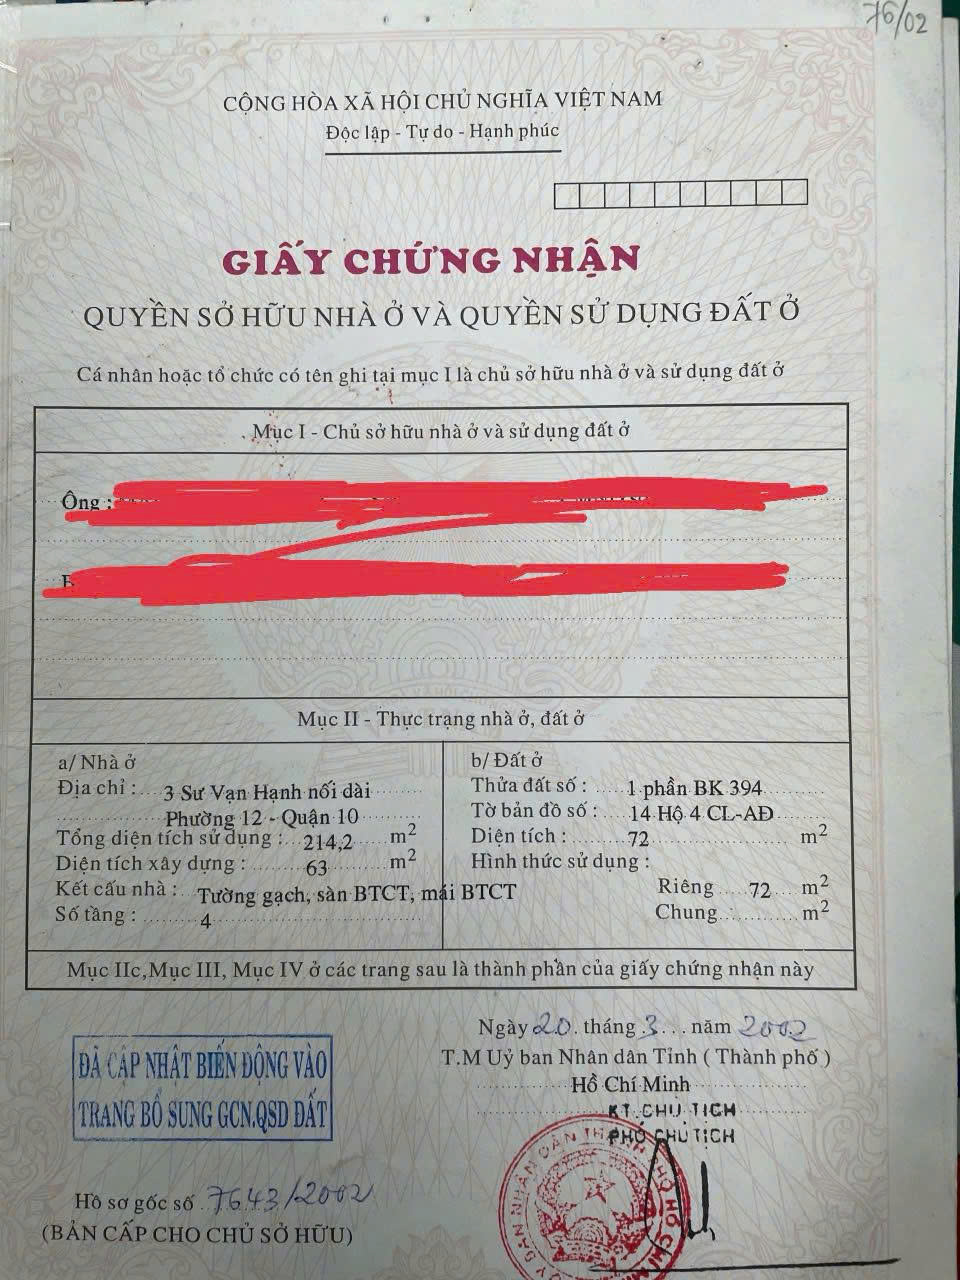 76/02
CỘNG HÒA XÃ HỘI CHỦ NGHĨA VIỆT NAM
Độc lập - Tự do - Hạnh phúc
GIẤY CHỨNG NHẬN
QUYỀN SỞ HỮU NHÀ Ở VÀ QUYỀN SỬ DỤNG ĐẤT Ở
Cá nhân hoặc tổ chức có tên ghi tại mục I là chủ sở hữu nhà ở và sử dụng đất ở
Mục I - Chủ sở hữu nhà ở và sử dụng đất ở
Ông :
Mục II - Thực trạng nhà ở, đất ở
a/ Nhà ở
Địa chỉ : 3 Sư Vạn Hạnh nối dài
Phường 12 - Quận 10
Tổng diện tích sử dụng : 214,2 m2
Diện tích xây dựng : 63 m2
Kết cấu nhà : Tường gạch, sàn BTCT, mái BTCT
Số tầng : 4
b/ Đất ở
Thửa đất số : 1 phần BK 394
Tờ bản đồ số : 14 Hộ 4 CL-AĐ
Diện tích : 72 m2
Hình thức sử dụng :
Riêng 72 m2
Chung m2
Mục IIc, Mục III, Mục IV ở các trang sau là thành phần của giấy chứng nhận này
Ngày 20 tháng 3 năm 2002
T.M Uỷ ban Nhân dân Tỉnh ( Thành phố )
Hồ Chí Minh
KT. CHỦ TỊCH
PHÓ CHỦ TỊCH
ĐÃ CẬP NHẬT BIẾN ĐỘNG VÀO
TRANG BỔ SUNG GCN,QSD ĐẤT
Hồ sơ gốc số 7643/2002
(BẢN CẤP CHO CHỦ SỞ HỮU)